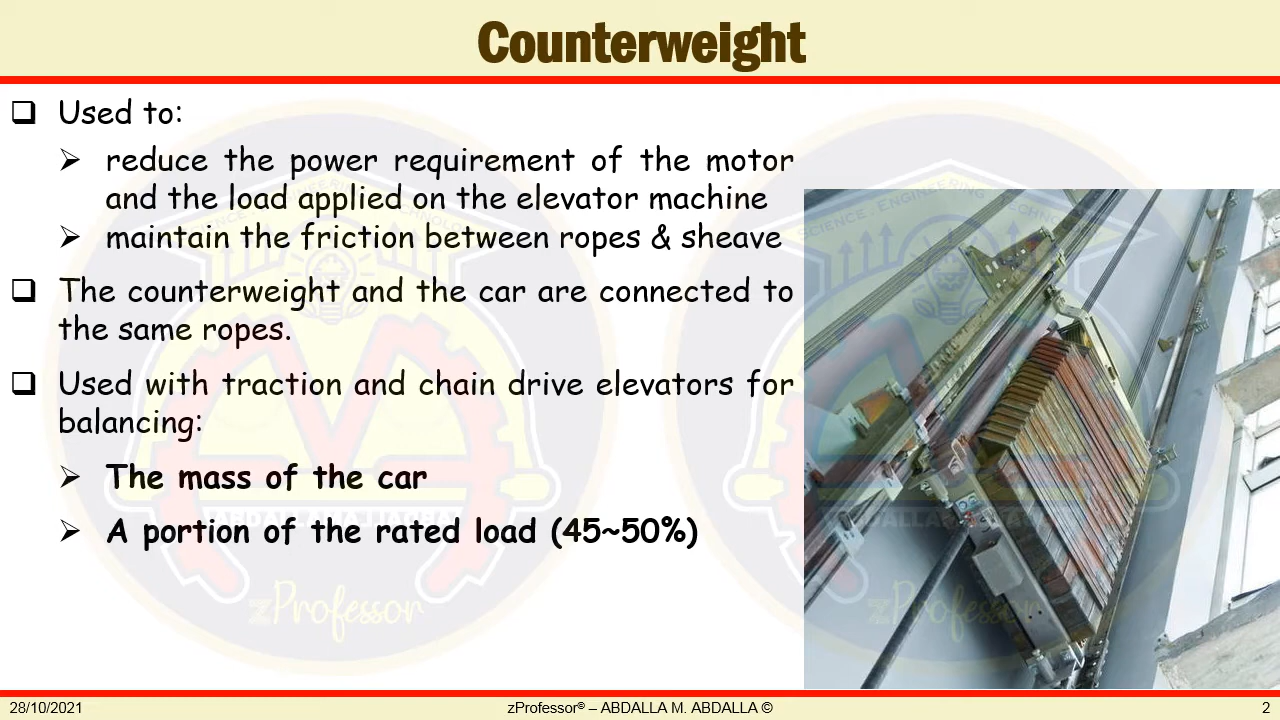 Counterweight
❑ Used to:
➢ reduce the power requirement of the motor
and the load applied on the elevator machine
➢ maintain the friction between ropes & sheave
❑ The counterweight and the car are connected to
the same ropes.
❑ Used with traction and chain drive elevators for
balancing:
➢ The mass of the car
➢ A portion of the rated load (45~50%)
zProfessor
zProfessor
28/10/2021
zProfessor® – ABDALLA M. ABDALLA ©
2